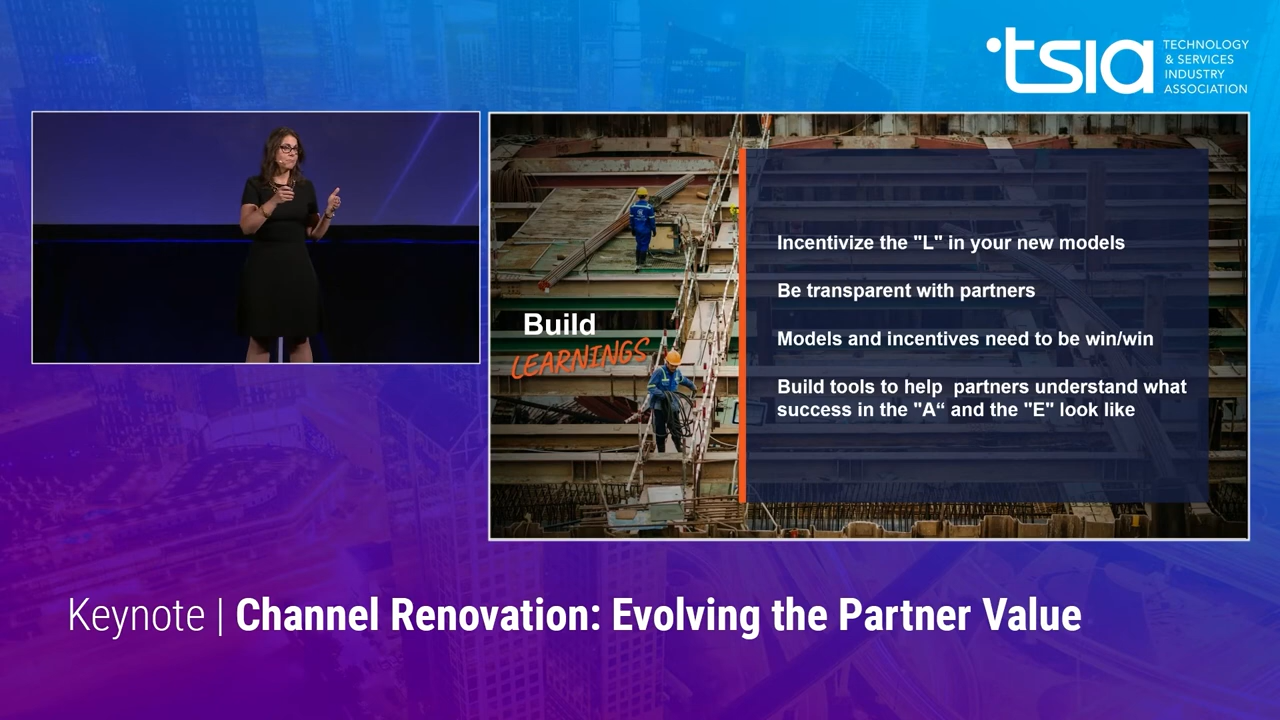 tsia
TECHNOLOGY
& SERVICES
INDUSTRY
ASSOCIATION
Build
LEARNINGS
Incentivize the "L" in your new models
Be transparent with partners
Models and incentives need to be win/win
Build tools to help  partners understand what
success in the "A“ and the "E" look like
Keynote | Channel Renovation: Evolving the Partner Value